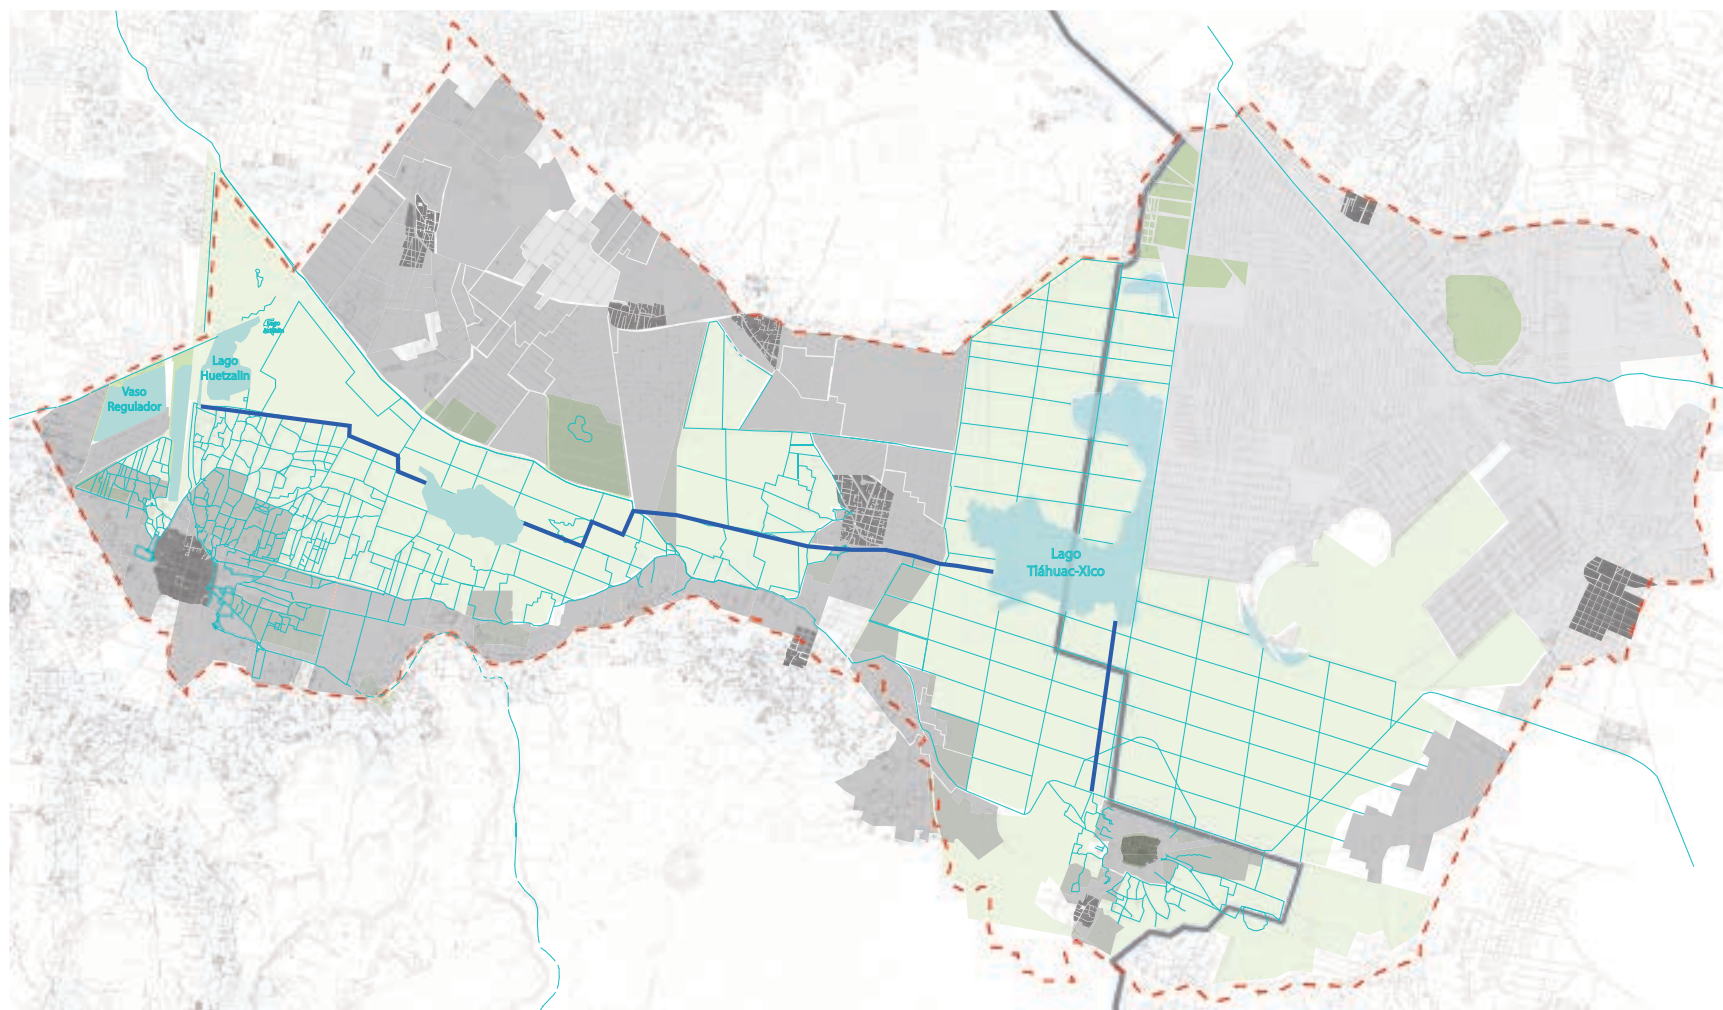 Lago
Huetzalin
Vaso
Regulador
Lago
Tláhuac-Xico